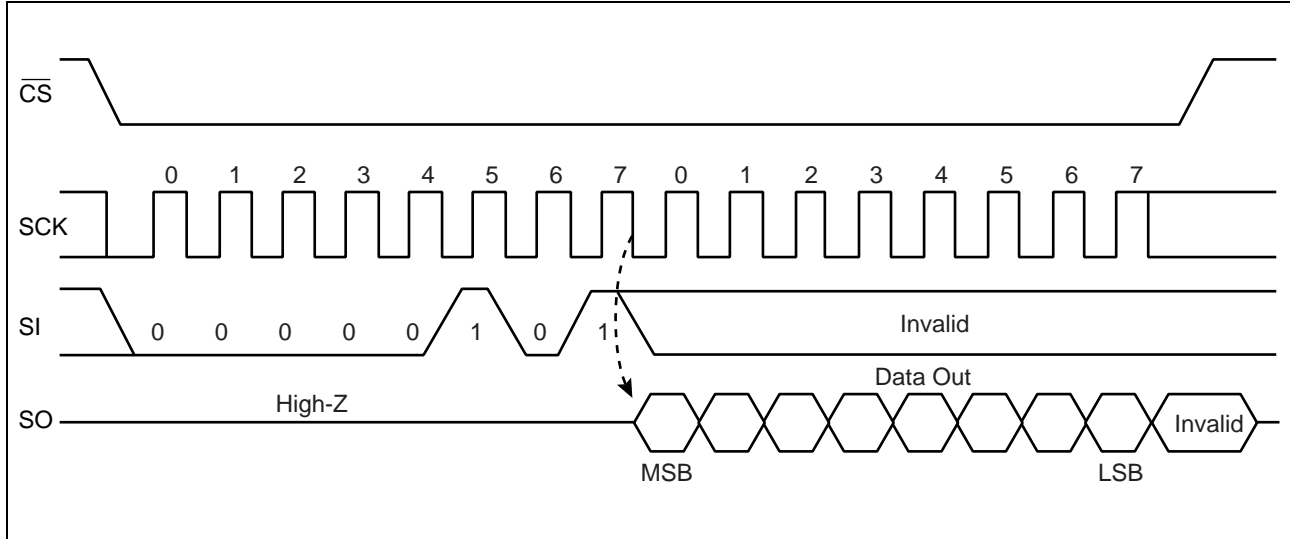 CS
0 1 2 3 4 5 6 7 0 1 2 3 4 5 6 7
SCK
SI
0 0 0 0 0 1 0 1
Invalid
Data Out
High-Z
SO
Invalid
MSB
LSB